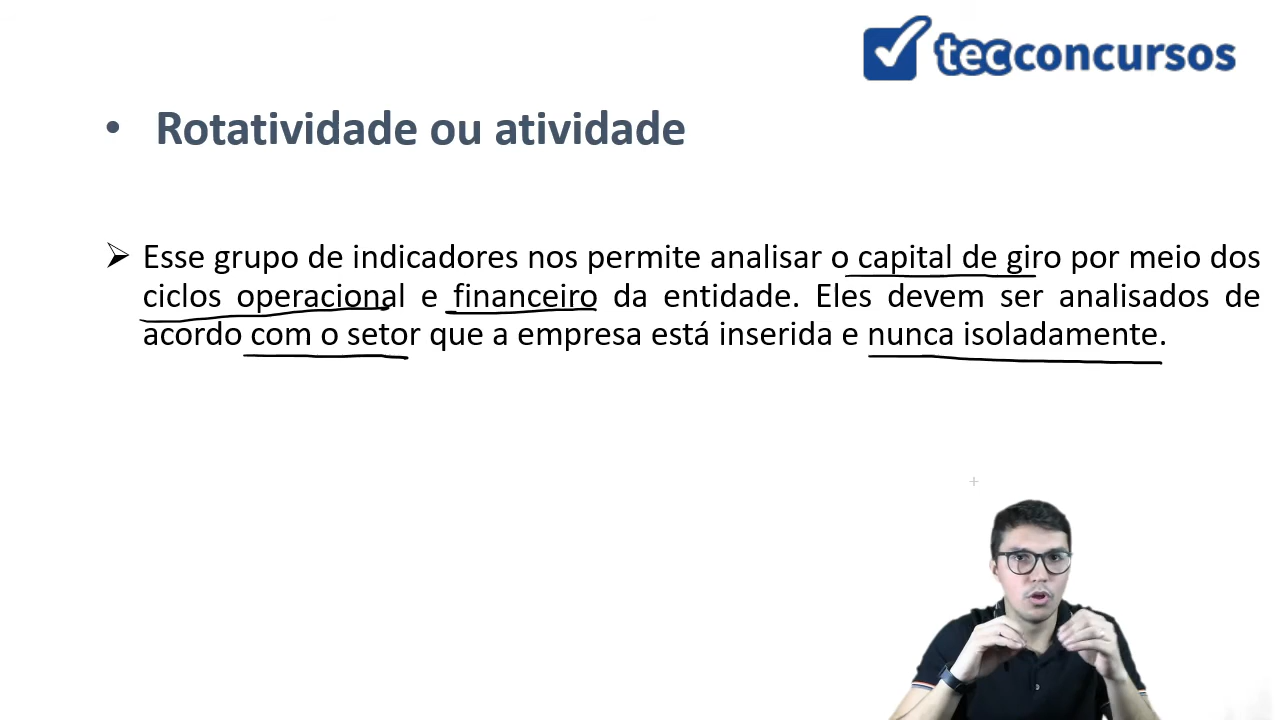 tecconcursos
• Rotatividade ou atividade
➢ Esse grupo de indicadores nos permite analisar o capital de giro por meio dos
ciclos operacional e financeiro da entidade. Eles devem ser analisados de
acordo com o setor que a empresa está inserida e nunca isoladamente.